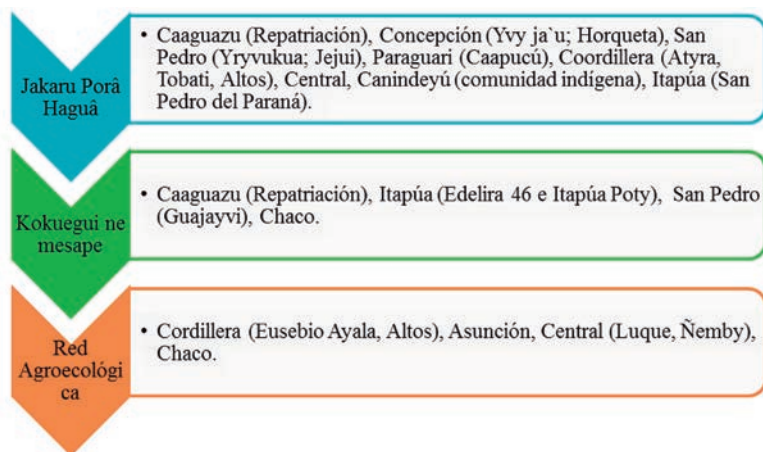 Jakaru Porâ
Haguâ
• Caaguazu (Repatriación), Concepción (Yvy ja`u; Horqueta), San
Pedro (Yryvukua; Jejui), Paraguari (Caapucú), Coordillera (Atyra,
Tobati, Altos), Central, Canindeyú (comunidad indígena), Itapúa (San
Pedro del Paraná).
Kokuegui ne
mesape
• Caaguazu (Repatriación), Itapúa (Edelira 46 e Itapúa Poty), San Pedro
(Guajayvi), Chaco.
Red
Agroecológi
ca
• Cordillera (Eusebio Ayala, Altos), Asunción, Central (Luque, Ñemby),
Chaco.